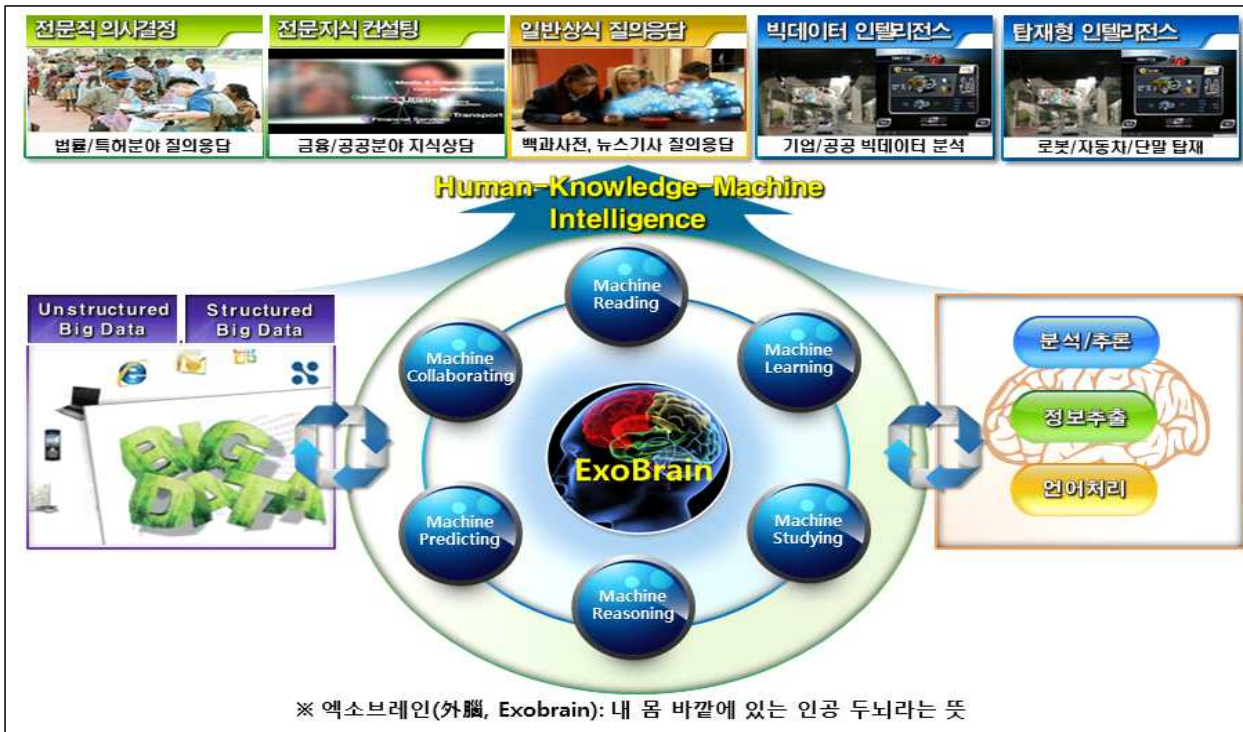 전문직 의사결정
전문지식 컨설팅
일반상식 질의응답
빅데이터 인텔리전스
탑재형 인텔리전스
Financial Services
Transport
법률/특허분야 질의응답
금융/공공분야 지식상담
백과사전, 뉴스기사 질의응답
기업/공공 빅데이터 분석
로봇/자동차/단말 탑재
Human-Knowledge-Machine
Intelligence
Unstructured
Big Data
Structured
Big Data
BIG
DATA
Machine
Reading
Machine
Collaborating
Machine
Learning
ExoBrain
Machine
Predicting
Machine
Studying
Machine
Reasoning
분석/추론
정보추출
언어처리
※ 엑소브레인(外腦, Exobrain): 내 몸 바깥에 있는 인공 두뇌라는 뜻